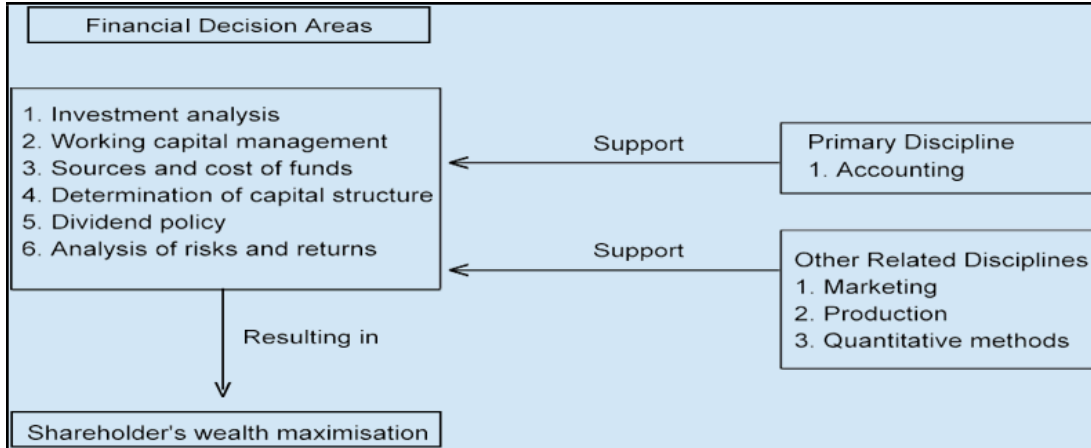 Financial Decision Areas
1. Investment analysis
2. Working capital management
3. Sources and cost of funds
4. Determination of capital structure
5. Dividend policy
6. Analysis of risks and returns
Support
Primary Discipline
1. Accounting
Support
Other Related Disciplines
1. Marketing
2. Production
3. Quantitative methods
Resulting in
Shareholder's wealth maximisation